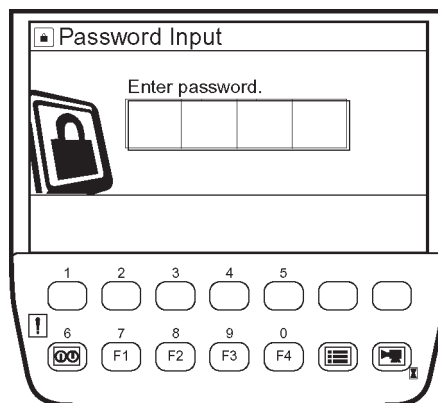 Password Input
Enter password.
1 2 3 4 5
6 7 8 9 0
F1 F2 F3 F4